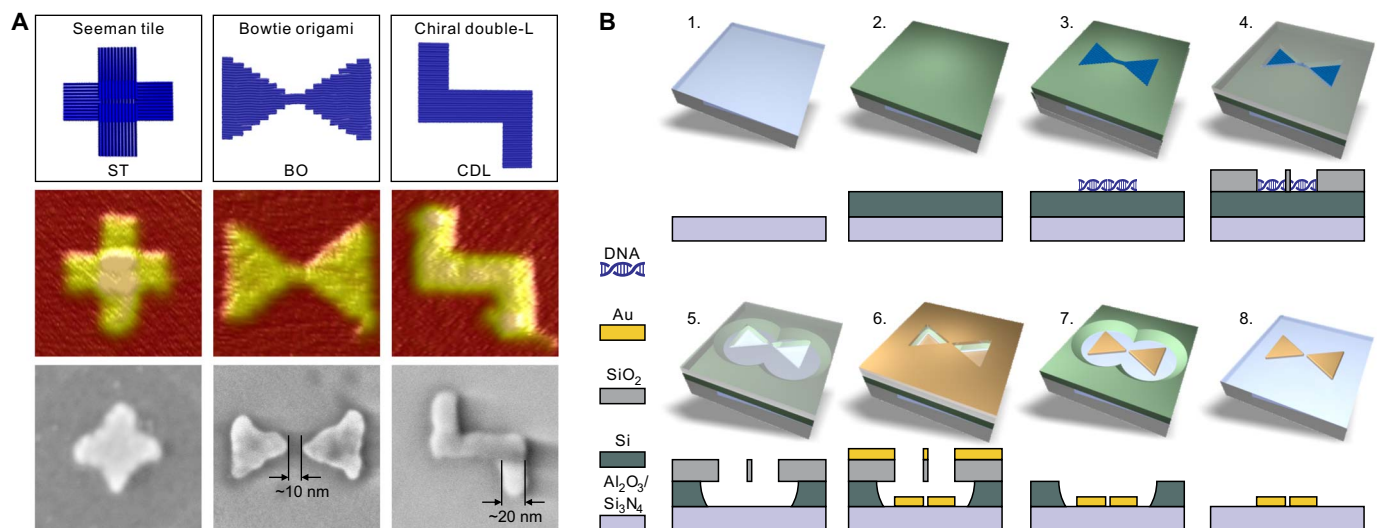 A
Seeman tile
Bowtie origami
Chiral double-L
ST
BO
CDL
~10 nm
~20 nm
B
1.
2.
3.
4.
DNA
Au
SiO₂
Si
Al₂O₃/
Si₃N₄
5.
6.
7.
8.